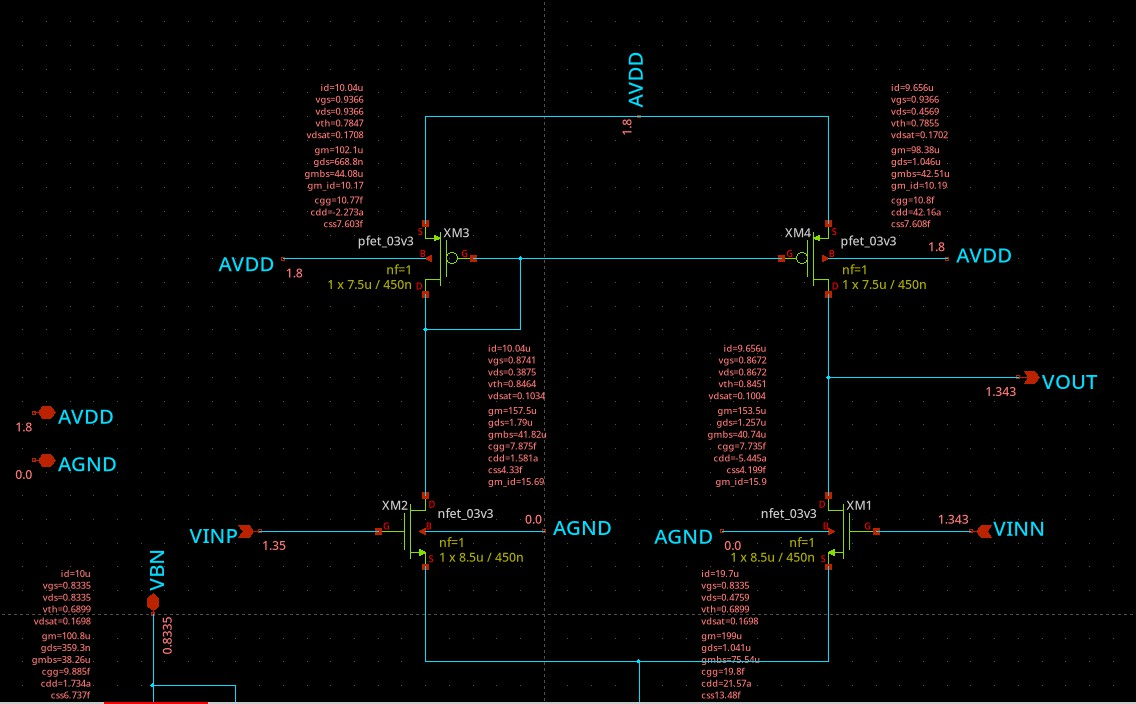 AVDD
1.8
id=10.04u
vgs=0.9366
vds=0.9366
vth=0.7847
vdsat=0.1708
gm=102.1u
gds=668.8n
gmbs=44.08u
gm_id=10.17
cgg=10.77f
cdd=-2.273a
css7.603f
id=9.656u
vgs=0.9366
vds=0.4569
vth=0.7855
vdsat=0.1702
gm=98.38u
gds=1.046u
gmbs=42.51u
gm_id=10.19
cgg=10.8f
cdd=42.16a
css7.608f
S
XM3
pfet_03v3
B
G
AVDD
1.8
nf=1
1 x 7.5u / 450n
D
XM4
S
pfet_03v3
G
B
1.8
AVDD
nf=1
D
1 x 7.5u / 450n
id=10.04u
vgs=0.8741
vds=0.3875
vth=0.8464
vdsat=0.1034
gm=157.5u
gds=1.79u
gmbs=41.82u
cgg=7.875f
cdd=1.581a
css4.33f
gm_id=15.69
id=9.656u
vgs=0.8672
vds=0.8672
vth=0.8451
vdsat=0.1004
gm=153.5u
gds=1.257u
gmbs=40.74u
cgg=7.735f
cdd=-5.445a
css4.199f
gm_id=15.9
VOUT
1.343
AVDD
1.8
AGND
0.0
XM2
D
nfet_03v3
G
B
0.0
AGND
VINP
1.35
nf=1
1 x 8.5u / 450n
S
D
XM1
nfet_03v3
B
G
1.343
VINN
AGND
0.0
nf=1
1 x 8.5u / 450n
S
VBN
0.8335
id=10u
vgs=0.8335
vds=0.8335
vth=0.6899
vdsat=0.1698
gm=100.8u
gds=359.3n
gmbs=38.26u
cgg=9.885f
cdd=1.734a
css6.737f
id=19.7u
vgs=0.8335
vds=0.4759
vth=0.6899
vdsat=0.1698
gm=199u
gds=1.041u
gmbs=75.54u
cgg=19.8f
cdd=21.57a
css13.48f